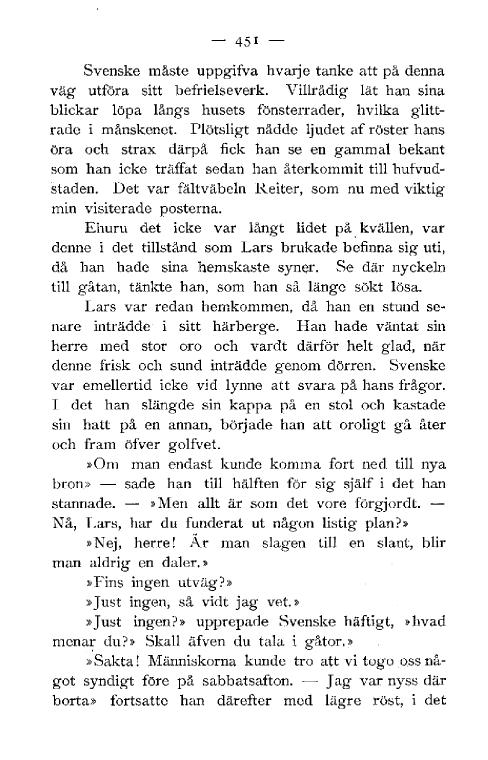 — 451 —
Svenske måste uppgifva hvarje tanke att på denna
väg utföra sitt befrielseverk. Villrådig lät han sina
blickar löpa längs husets fönsterrader, hvilka glitt-
rade i månskenet. Plötsligt nådde ljudet af röster hans
öra och strax därpå fick han se en gammal bekant
som han icke träffat sedan han återkommit till hufvud-
staden. Det var fältväbeln Reiter, som nu med viktig
min visiterade posterna.
Ehuru det icke var långt lidet på kvällen, var
denne i det tillstånd som Lars brukade befinna sig uti,
då han hade sina hemskaste syner. Se där nyckeln
till gåtan, tänkte han, som han så länge sökt lösa.
Lars var redan hemkommen, då han en stund se-
nare inträdde i sitt härberge. Han hade väntat sin
herre med stor oro och vardt därför helt glad, när
denne frisk och sund inträdde genom dörren. Svenske
var emellertid icke vid lynne att svara på hans frågor.
I det han slängde sin kappa på en stol och kastade
sin hatt på en annan, började han att oroligt gå åter
och fram öfver golfvet.
»Om man endast kunde komma fort ned till nya
bron» — sade han till hälften för sig själf i det han
stannade. — »Men allt är som det vore förgjordt. —
Nå, Lars, har du funderat ut någon listig plan?»
»Nej, herre! Är man slagen till en slant, blir
man aldrig en daler.»
»Fins ingen utväg?»
»Just ingen, så vidt jag vet.»
»Just ingen?» upprepade Svenske häftigt, »hvad
menar du?» Skall äfven du tala i gåtor.»
»Sakta! Människorna kunde tro att vi togo oss nå-
got syndigt före på sabbatsafton. — Jag var nyss där
borta» fortsatte han därefter med lägre röst, i det